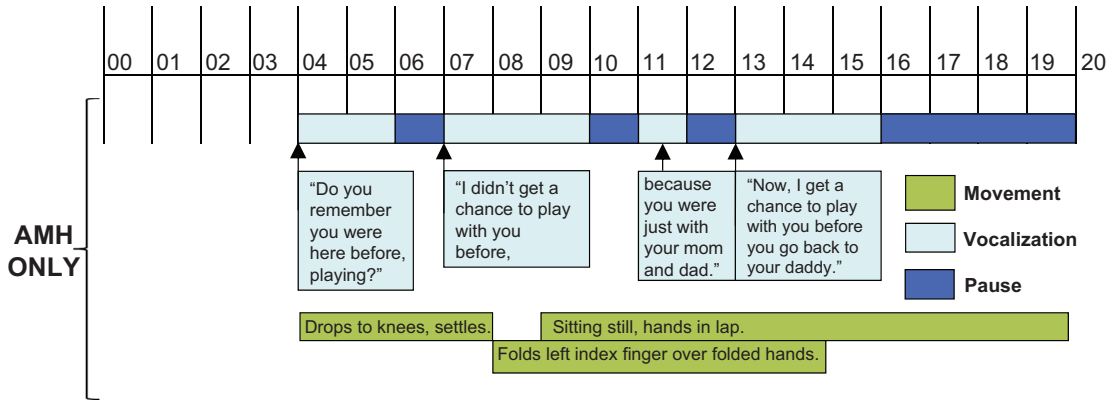 00 01 02 03 04 05 06 07 08 09 10 11 12 13 14 15 16 17 18 19 20
“Do you
remember
you were
here before,
playing?”
“I didn’t get a
chance to play
with you
before,
because
you were
just with
your mom
and dad.”
“Now, I get a
chance to play
with you before
you go back to
your daddy.”
Movement
Vocalization
Pause
AMH
ONLY
Drops to knees, settles.
Sitting still, hands in lap.
Folds left index finger over folded hands.